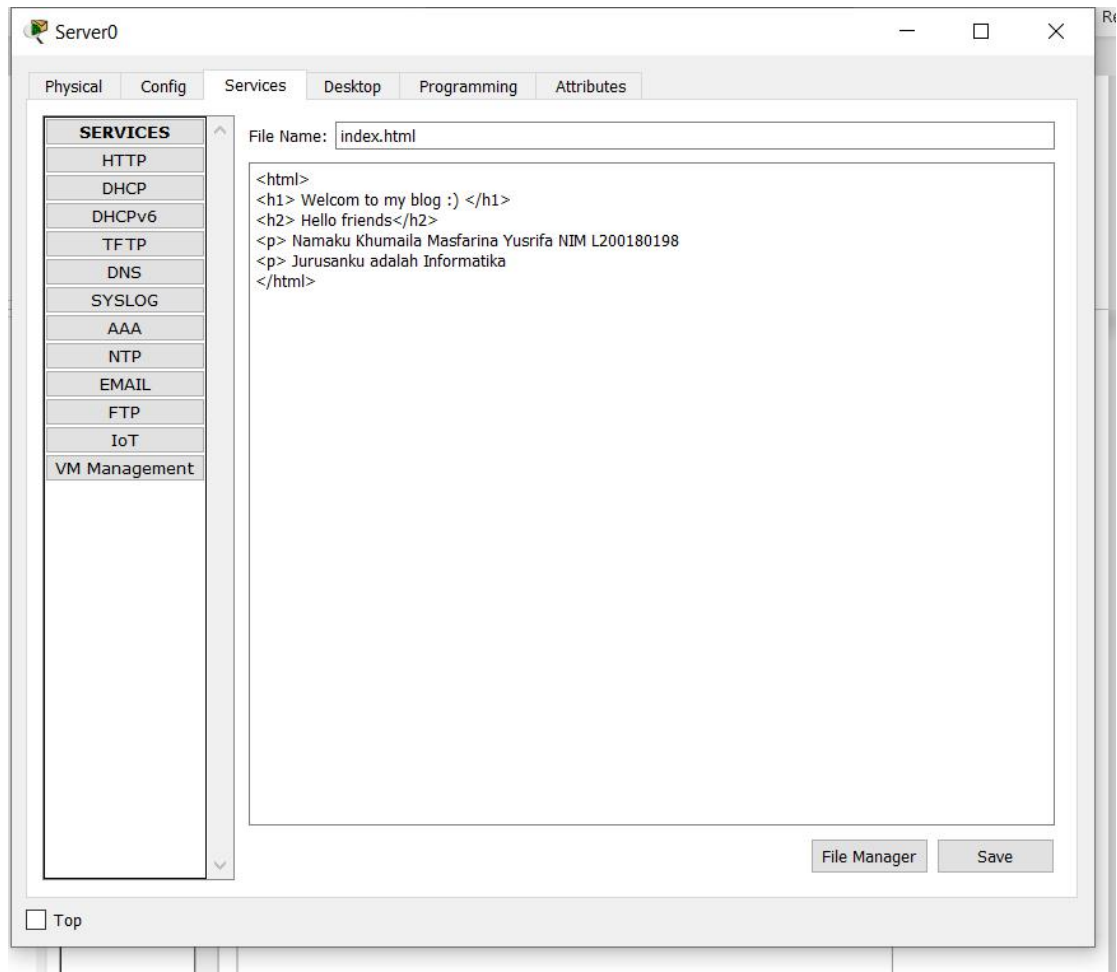 Server0
Re
Physical Config Services Desktop Programming Attributes
SERVICES
HTTP
DHCP
DHCPv6
TFTP
DNS
SYSLOG
AAA
NTP
EMAIL
FTP
IoT
VM Management
File Name: index.html
<html>
<h1> Welcom to my blog :) </h1>
<h2> Hello friends</h2>
<p> Namaku Khumaila Masfarina Yusrifa NIM L200180198
<p> Jurusanku adalah Informatika
</html>
File Manager Save
Top